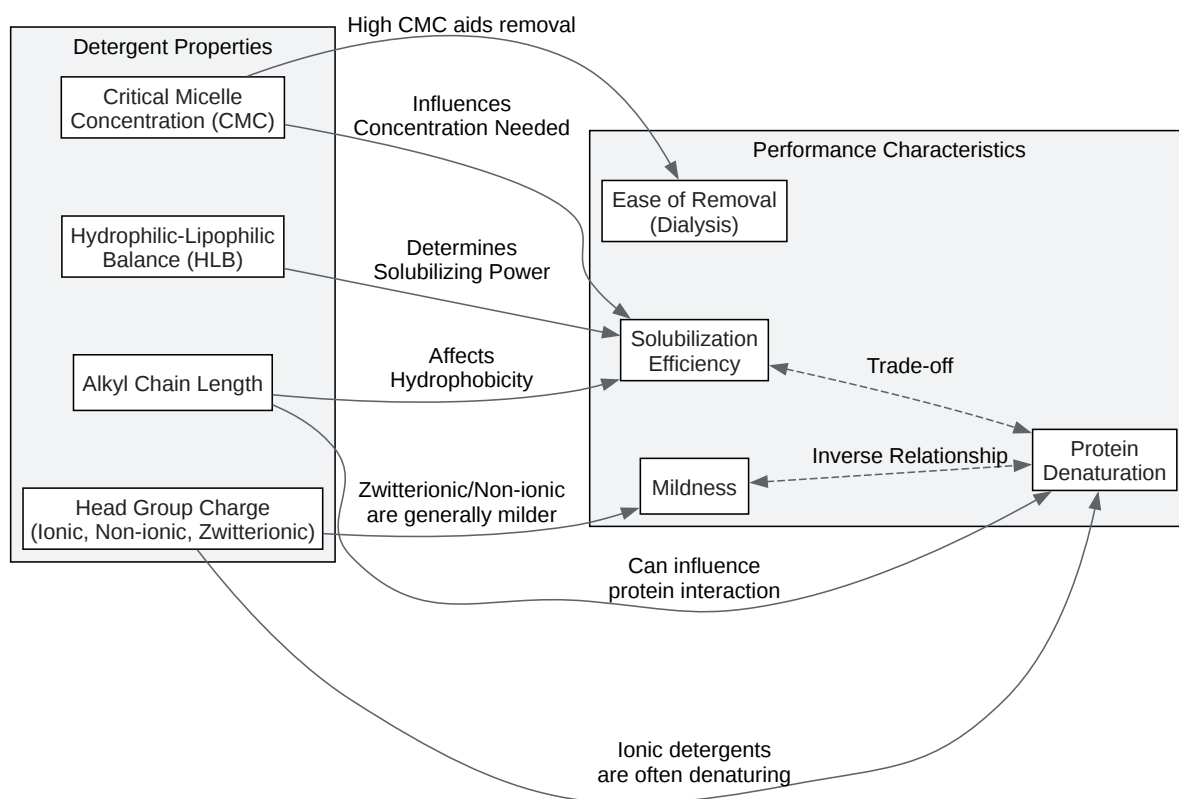 High CMC aids removal
Detergent Properties
Critical Micelle
Concentration (CMC)
Influences
Concentration Needed
Performance Characteristics
Ease of Removal
(Dialysis)
Hydrophilic-Lipophilic
Balance (HLB)
Determines
Solubilizing Power
Solubilization
Efficiency
Affects
Hydrophobicity
Trade-off
Alkyl Chain Length
Inverse Relationship
Protein
Denaturation
Mildness
Zwitterionic/Non-ionic
are generally milder
Head Group Charge
(Ionic, Non-ionic, Zwitterionic)
Can influence
protein interaction
Ionic detergents
are often denaturing